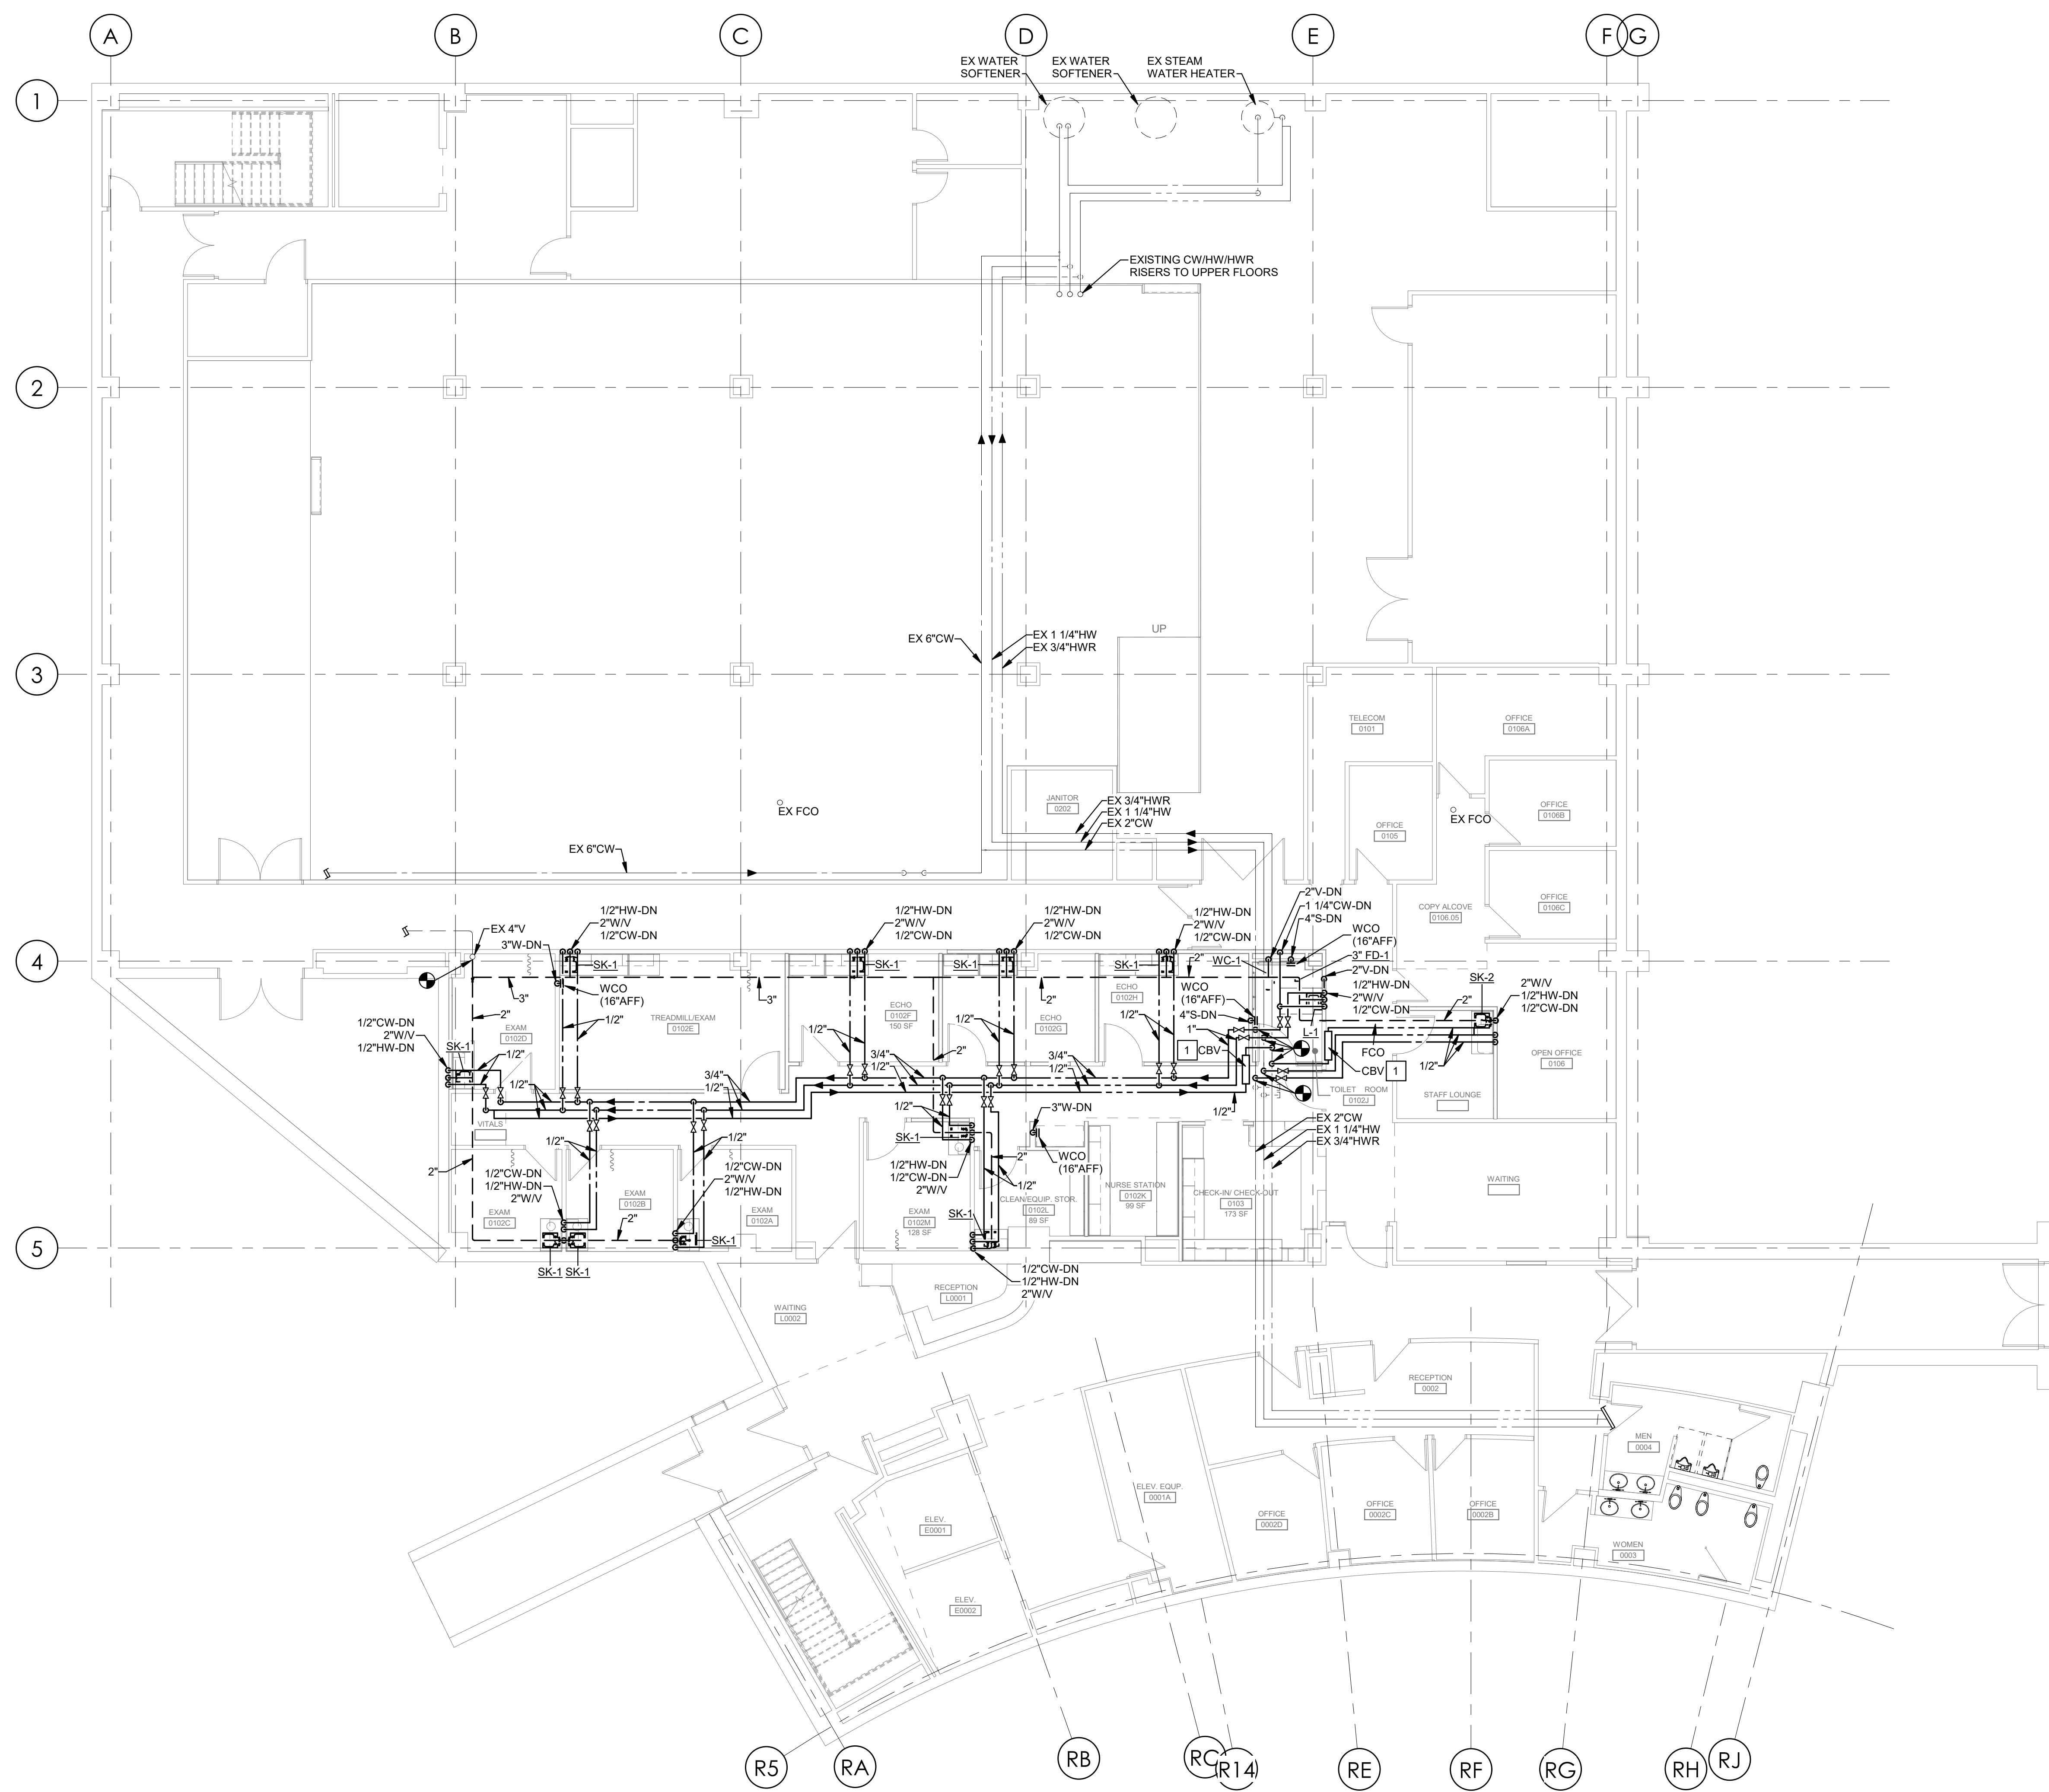 A
B
C
D
E
F
G
1
EX WATER
SOFTENER
EX WATER
SOFTENER
EX STEAM
WATER HEATER
EXISTING CW/HW/HWR
RISERS TO UPPER FLOORS
2
UP
EX 6"CW
EX 1 1/4"HW
EX 3/4"HWR
3
TELECOM
0101
OFFICE
0106A
JANITOR
0202
EX FCO
EX 3/4"HWR
EX 1 1/4"HW
EX 2"CW
OFFICE
0105
EX FCO
OFFICE
0106B
EX 6"CW
OFFICE
0106C
COPY ALCOVE
0106.05
EX 4"V
3"W-DN
1/2"HW-DN
2"W/V
1/2"CW-DN
1/2"HW-DN
2"W/V
1/2"CW-DN
1/2"HW-DN
2"W/V
1/2"CW-DN
1/2"HW-DN
2"W/V
1/2"CW-DN
2"V-DN
1 1/4"CW-DN
4"S-DN
WCO
(16"AFF)
3" FD-1
2"V-DN
1/2"HW-DN
2"W/V
1/2"CW-DN
4
SK-1
SK-1
SK-1
SK-1
2"
WC-1
WCO
(16"AFF)
4"S-DN
SK-2
2"W/V
1/2"HW-DN
1/2"CW-DN
3"
WCO
(16"AFF)
3"
2"
2"
2"
EXAM
0102D
TREADMILL/EXAM
0102E
ECHO
0102F
150 SF
ECHO
0102G
ECHO
0102H
1/2"CW-DN
2"W/V
1/2"HW-DN
SK-1
1/2"
1/2"
1/2"
1/2"
1/2"
1"
L-1
FCO
1/2"
OPEN OFFICE
0106
1 CBV
CBV 1
2"
3/4"
1/2"
3/4"
1/2"
3/4"
1/2"
1/2"
TOILET ROOM
0102J
STAFF LOUNGE
VITALS
1/2"
1/2"
1/2"
1/2"
SK-1
3"W-DN
WCO
(16"AFF)
EX 2"CW
EX 1 1/4"HW
EX 3/4"HWR
2"
1/2"CW-DN
1/2"HW-DN
2"W/V
1/2"CW-DN
2"W/V
1/2"HW-DN
1/2"HW-DN
1/2"CW-DN
2"W/V
2"
1/2"
EXAM
0102C
EXAM
0102B
2"
EXAM
0102A
EXAM
0102M
128 SF
SK-1
CLEAN/EQUIP. STOR.
0102L
89 SF
NURSE STATION
0102K
99 SF
CHECK-IN/ CHECK-OUT
0103
173 SF
WAITING
5
SK-1
SK-1
SK-1
1/2"CW-DN
1/2"HW-DN
2"W/V
RECEPTION
L0001
WAITING
L0002
RECEPTION
0002
MEN
0004
ELEV. EQUP.
0001A
OFFICE
0002D
OFFICE
0002C
OFFICE
0002B
ELEV.
E0001
WOMEN
0003
ELEV.
E0002
R5
RA
RB
RC
R14
RE
RF
RG
RH
RJ